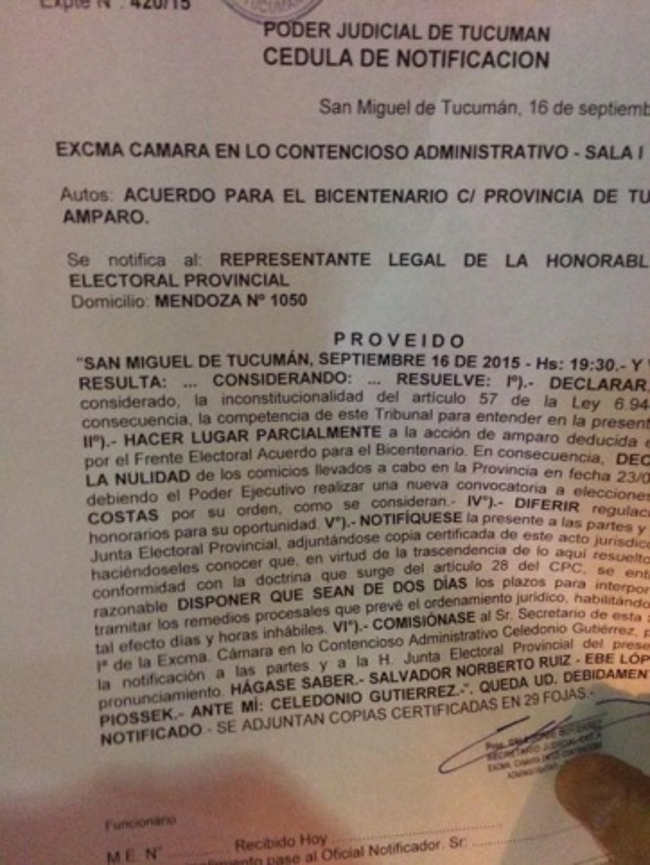 Expte N°. 420/15
TUCUMAN
PODER JUDICIAL DE TUCUMAN
CEDULA DE NOTIFICACION
San Miguel de Tucumán, 16 de septiemb
EXCMA CAMARA EN LO CONTENCIOSO ADMINISTRATIVO - SALA I
Autos: ACUERDO PARA EL BICENTENARIO C/ PROVINCIA DE TU
AMPARO.
Se notifica al: REPRESENTANTE LEGAL DE LA HONORABL
ELECTORAL PROVINCIAL
Domicilio: MENDOZA Nº 1050
PROVEIDO
"SAN MIGUEL DE TUCUMÁN, SEPTIEMBRE 16 DE 2015 - Hs: 19:30.- Y
RESULTA: ... CONSIDERANDO: ... RESUELVE: Iº).- DECLARAR,
considerado, la inconstitucionalidad del artículo 57 de la Ley 6.94
consecuencia, la competencia de este Tribunal para entender en la present
IIº).- HACER LUGAR PARCIALMENTE a la acción de amparo deducida e
por el Frente Electoral Acuerdo para el Bicentenario. En consecuencia, DEC
LA NULIDAD de los comicios llevados a cabo en la Provincia en fecha 23/0
debiendo el Poder Ejecutivo realizar una nueva convocatoria a elecciones
COSTAS por su orden, como se consideran.- IVº).- DIFERIR regulac
honorarios para su oportunidad. Vº).- NOTIFÍQUESE la presente a las partes y
Junta Electoral Provincial, adjuntándose copia certificada de este acto jurisdic
haciéndoseles conocer que, en virtud de la trascendencia de lo aquí resuelto
conformidad con la doctrina que surge del artículo 28 del CPC, se ent
razonable DISPONER QUE SEAN DE DOS DÍAS los plazos para interpor
tramitar los remedios procesales que prevé el ordenamiento jurídico, habilitándo
tal efecto días y horas inhábiles. VIº).- COMISIÓNASE al Sr. Secretario de esta
Iª de la Excma. Cámara en lo Contencioso Administrativo Celedonio Gutiérrez, p
la notificación a las partes y a la H. Junta Electoral Provincial del prese
pronunciamiento. HÁGASE SABER.- SALVADOR NORBERTO RUIZ - EBE LÓP
PIOSSEK.- ANTE MÍ: CELEDONIO GUTIERREZ.-". QUEDA UD. DEBIDAMEN
NOTIFICADO.- SE ADJUNTAN COPIAS CERTIFICADAS EN 29 FOJAS.-
SECRETARIO JUDICIAL
Funcionario
M.E. N° Recibido Hoy
pase al Oficial Notificador. Sr: